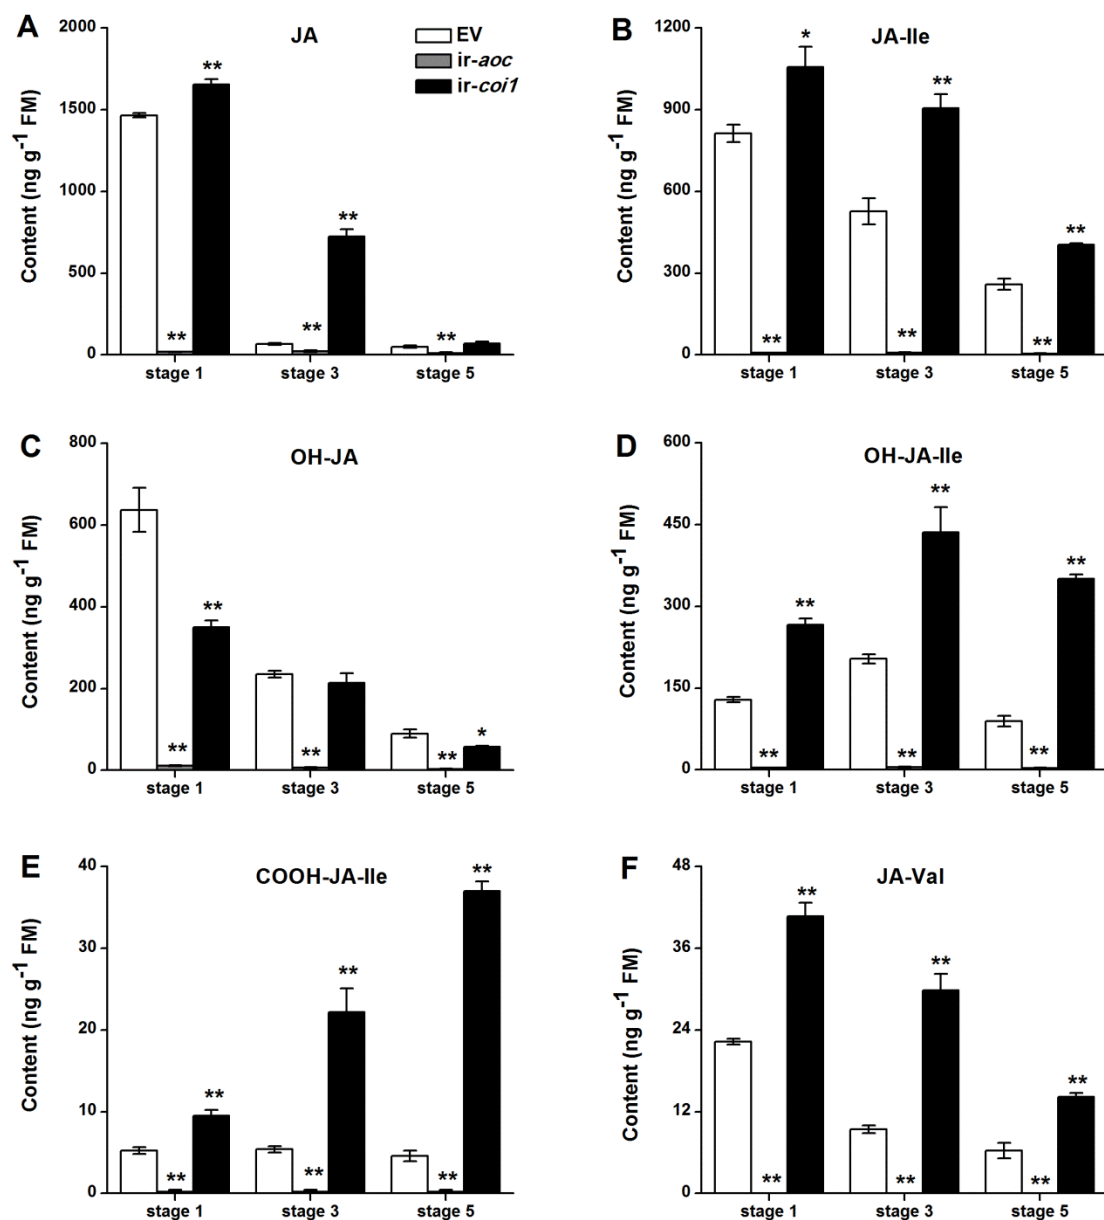 A
JA
EV
ir-aoc
ir-coi1
Content (ng g⁻¹ FM)
2000
1500
1000
500
0
** ** ** ** **
stage 1 stage 3 stage 5
B
JA-Ile
Content (ng g⁻¹ FM)
1200
900
600
300
0
** * ** ** ** **
stage 1 stage 3 stage 5
C
OH-JA
Content (ng g⁻¹ FM)
800
600
400
200
0
** ** ** ** *
stage 1 stage 3 stage 5
D
OH-JA-Ile
Content (ng g⁻¹ FM)
600
450
300
150
0
** ** ** ** ** **
stage 1 stage 3 stage 5
E
COOH-JA-Ile
Content (ng g⁻¹ FM)
40
30
20
10
0
** ** ** ** ** **
stage 1 stage 3 stage 5
F
JA-Val
Content (ng g⁻¹ FM)
48
36
24
12
0
** ** ** ** ** **
stage 1 stage 3 stage 5